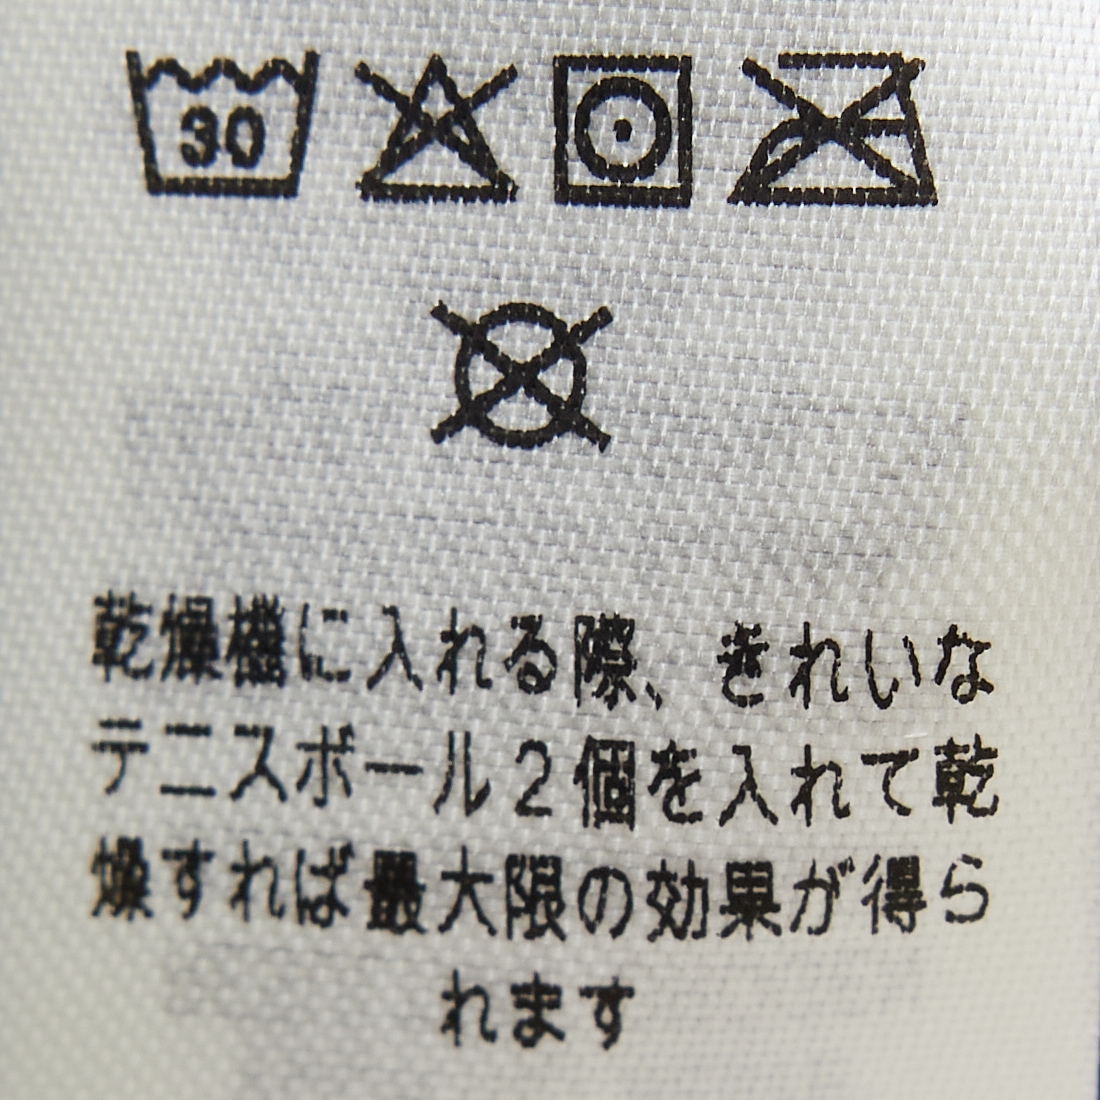 30
乾燥機に入れる際、きれいな
テニスボール2個を入れて乾
燥すれば最大限の効果が得ら
れます